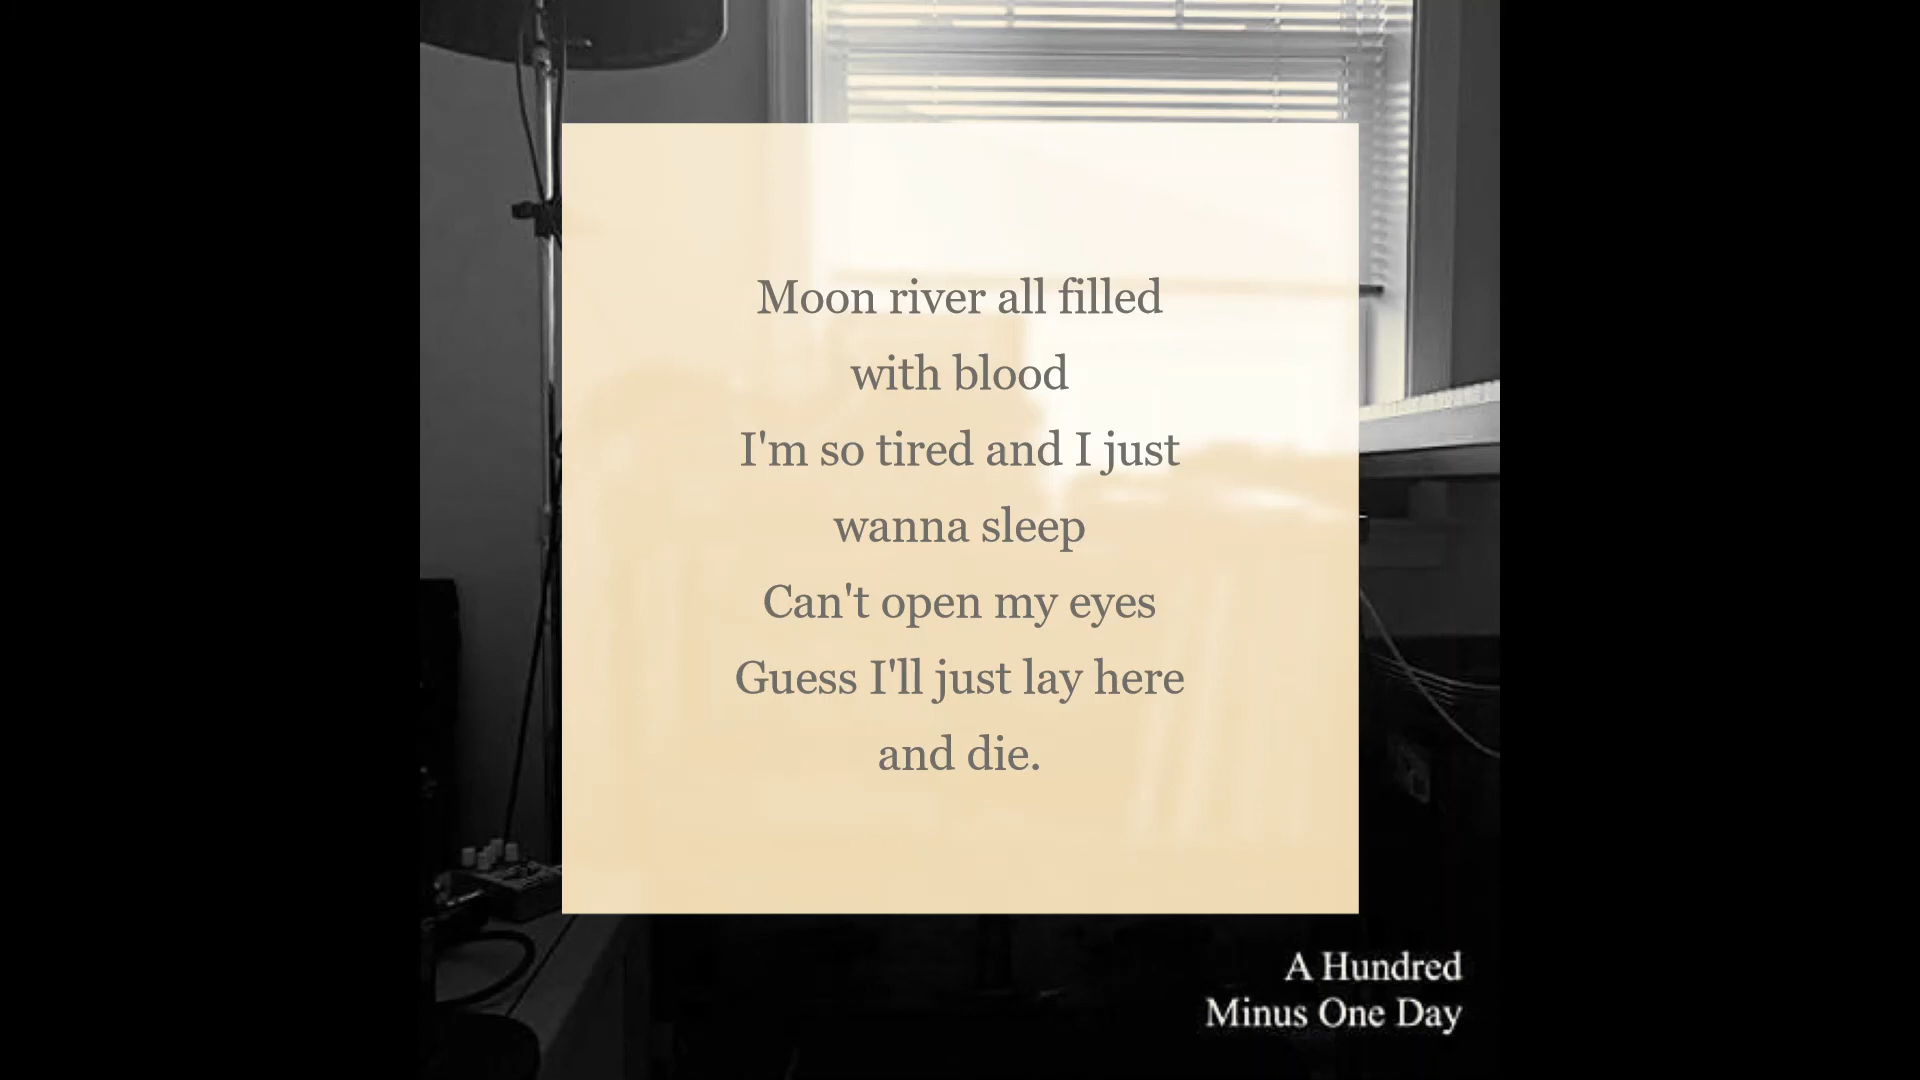 Moon river all filled
with blood
I'm so tired and I just
wanna sleep
Can't open my eyes
Guess I'll just lay here
and die.
A Hundred
Minus One Day